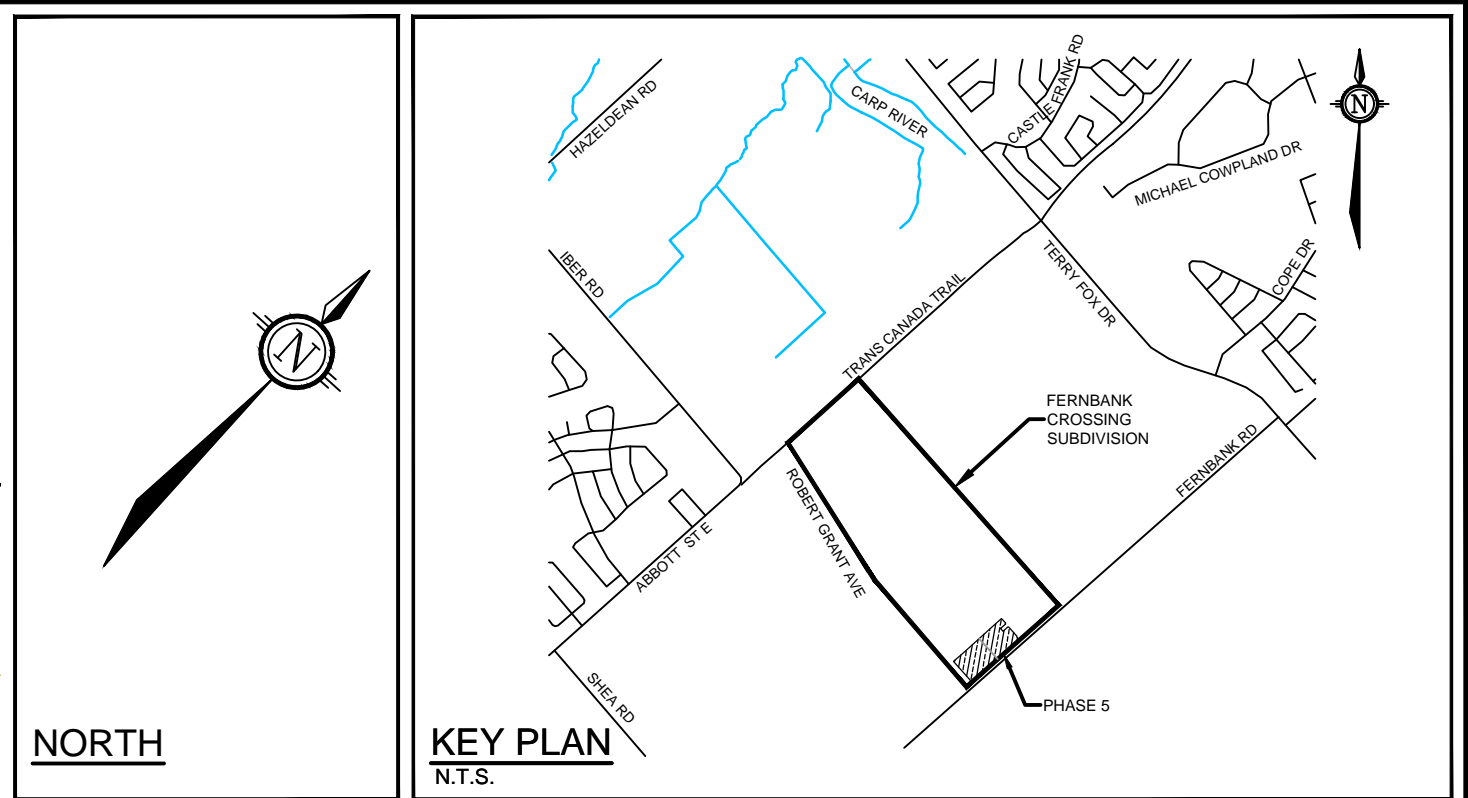 N
NORTH
HAZELDEAN RD
CARP RIVER
CASTLE FRANK RD
N
MICHAEL COWPLAND DR
IBER RD
TERRY FOX DR
COPE DR
TRANS CANADA TRAIL
FERNBANK
CROSSING
SUBDIVISION
FERNBANK RD
ROBERT GRANT AVE
ABBOTT ST E
SHEA RD
PHASE 5
KEY PLAN
N.T.S.